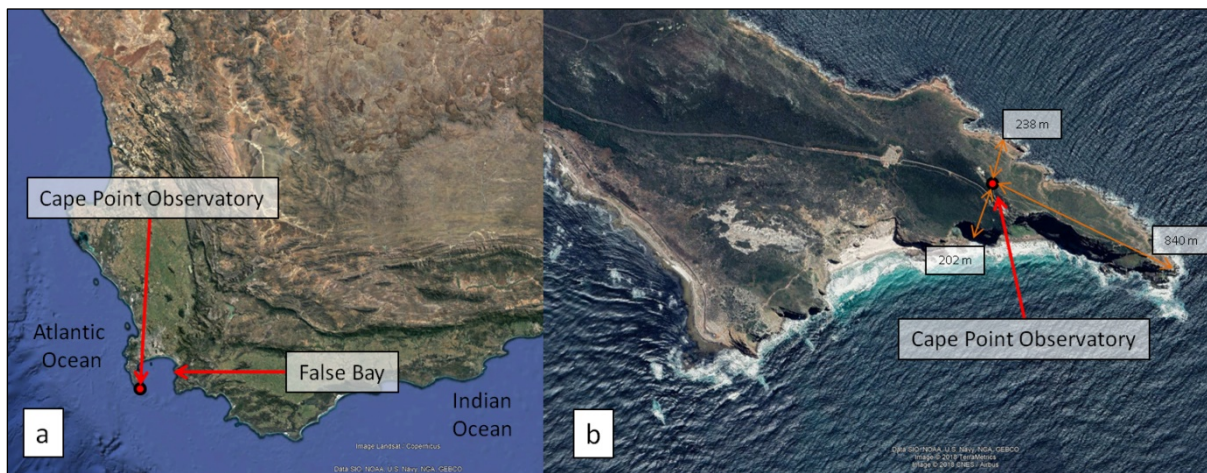 Cape Point Observatory
Atlantic
Ocean
False Bay
Indian
Ocean
Image Landsat / Copernicus
Data SIO, NOAA, U.S. Navy, NGA, GEBCO
a
238 m
840 m
202 m
Cape Point Observatory
b
Data SIO, NOAA, U.S. Navy, NGA, GEBCO
Image © 2018 TerraMetrics
Image © 2018 CNES / Airbus